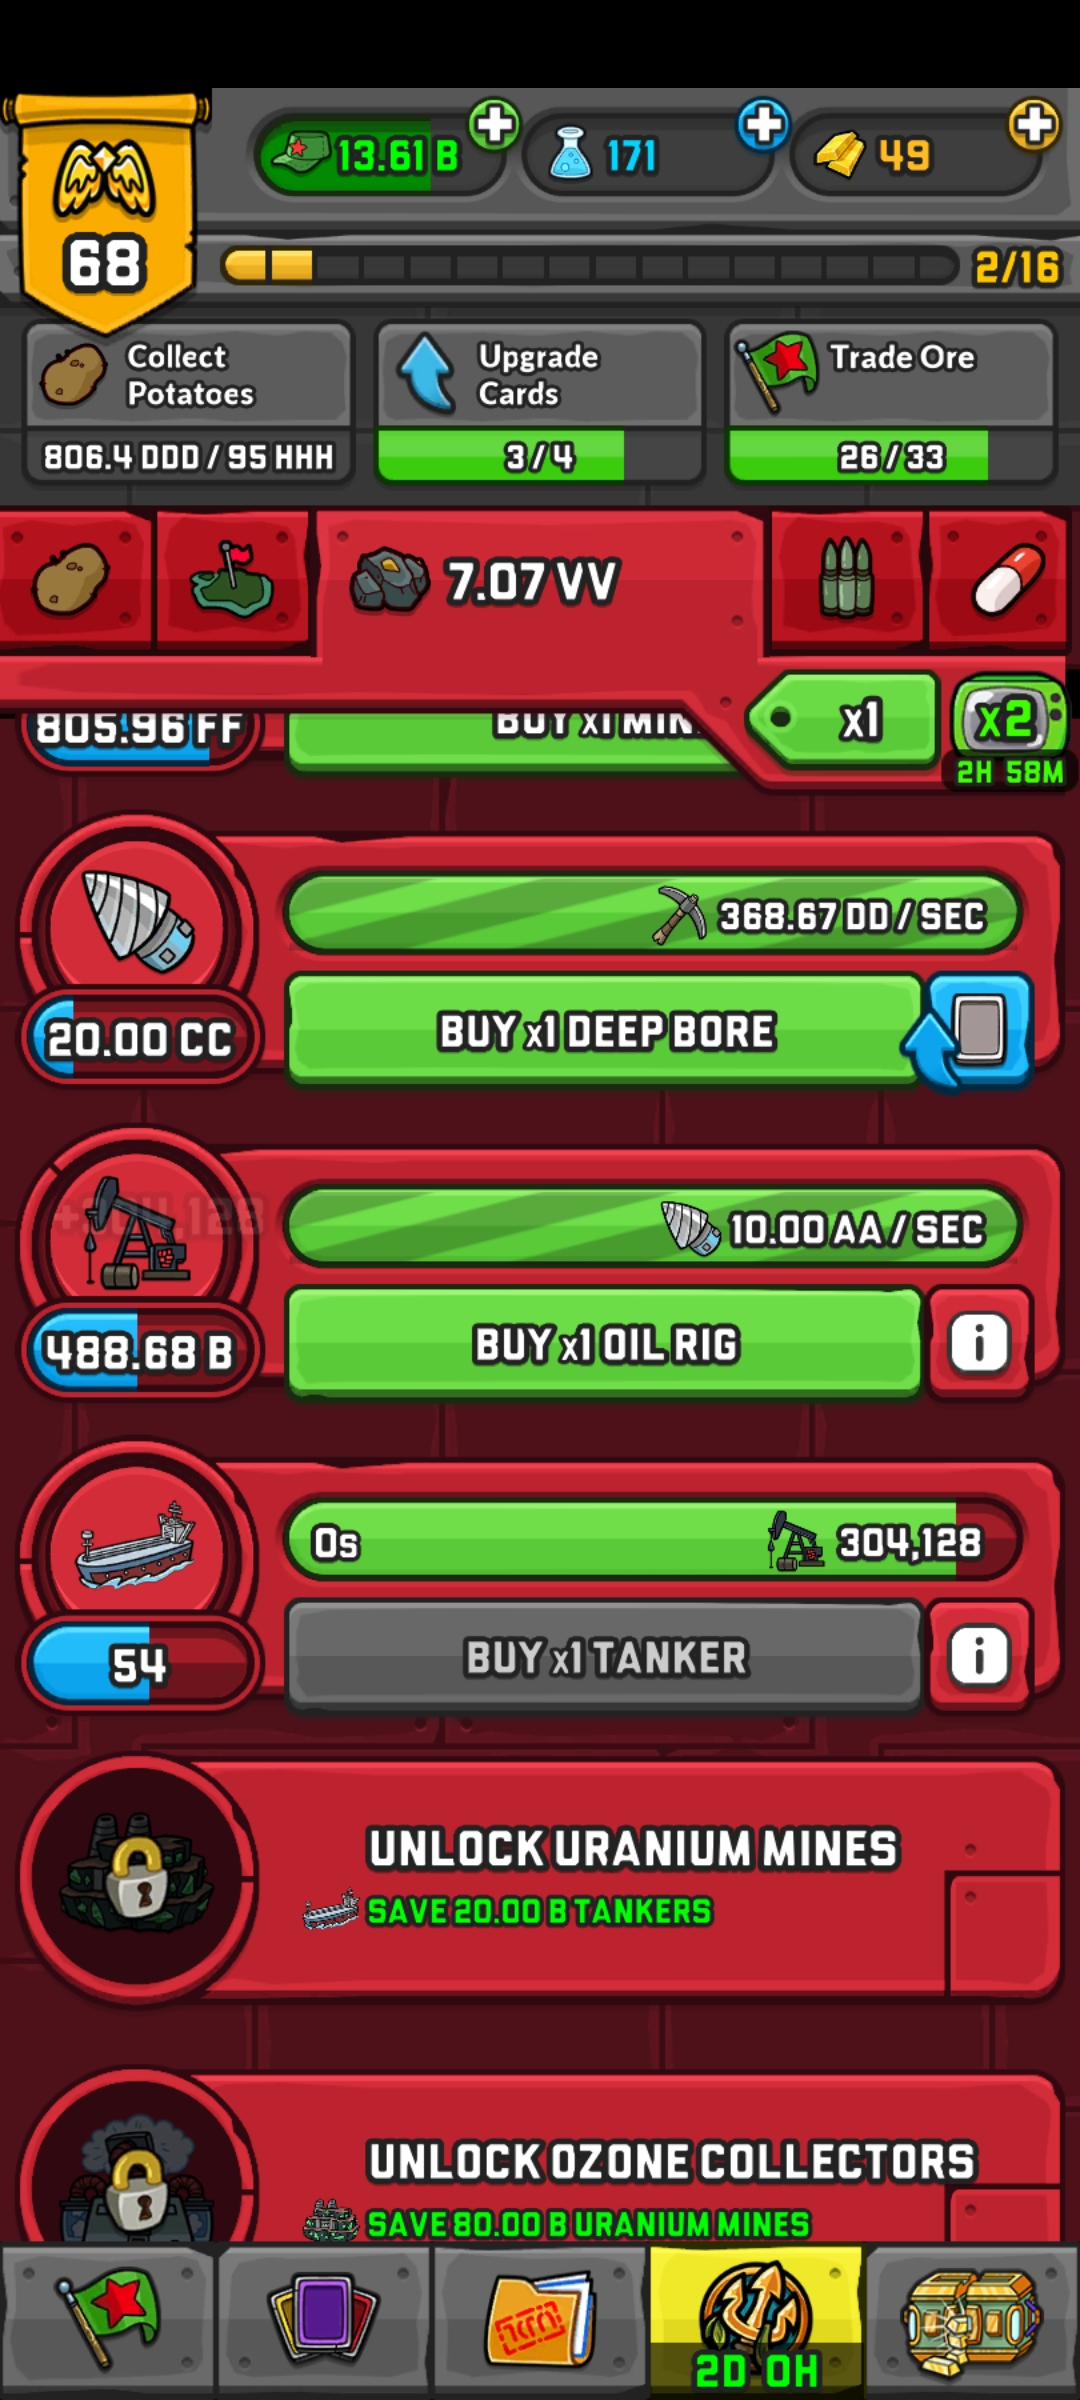 13.61 B
171
49
68
2/16
Collect
Potatoes
806.4 DDD / 95 HHH
Upgrade
Cards
3/4
Trade Ore
26/33
7.07 VV
x1
x2
2H 58M
805.96 FF
BUY x1 MIN
368.67 DD / SEC
20.00 CC
BUY x1 DEEP BORE
+304,128
10.00 AA / SEC
488.68 B
BUY x1 OIL RIG
i
0s
304,128
54
BUY x1 TANKER
i
UNLOCK URANIUM MINES
SAVE 20.00 B TANKERS
UNLOCK OZONE COLLECTORS
SAVE 80.00 B URANIUM MINES
2D 0H